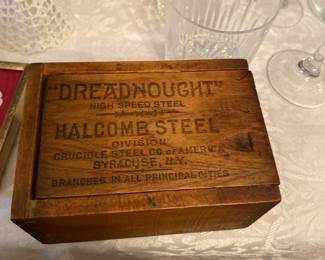 "DREADNOUGHT"
HIGH SPEED STEEL
HALCOMB STEEL
DIVISION
CRUCIBLE STEEL CO OF AMERICA
SYRACUSE, N.Y.
BRANCHES IN ALL PRINCIPAL CITIES